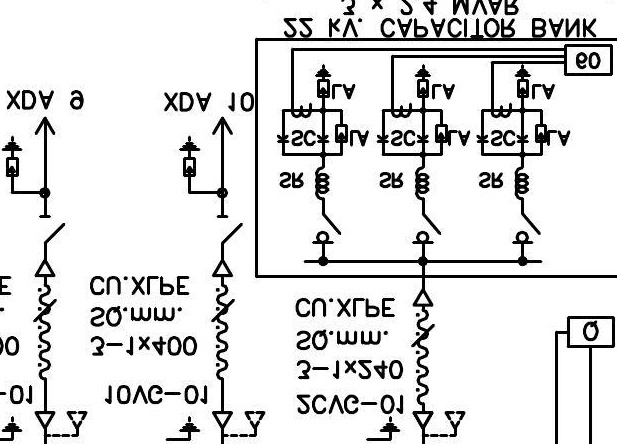 -01
10VG-01
2CVG-01
00
3-1x400
3-1x240
Q
SQ.mm.
SQ.mm.
E
CU.XLPE
CU.XLPE
SR
SR
SR
SC
LA
SC
LA
SC
LA
XDA 9
XDA 10
LA
LA
LA
60
22 kV. CAPACITOR BANK
3 x 2.4 MVAR